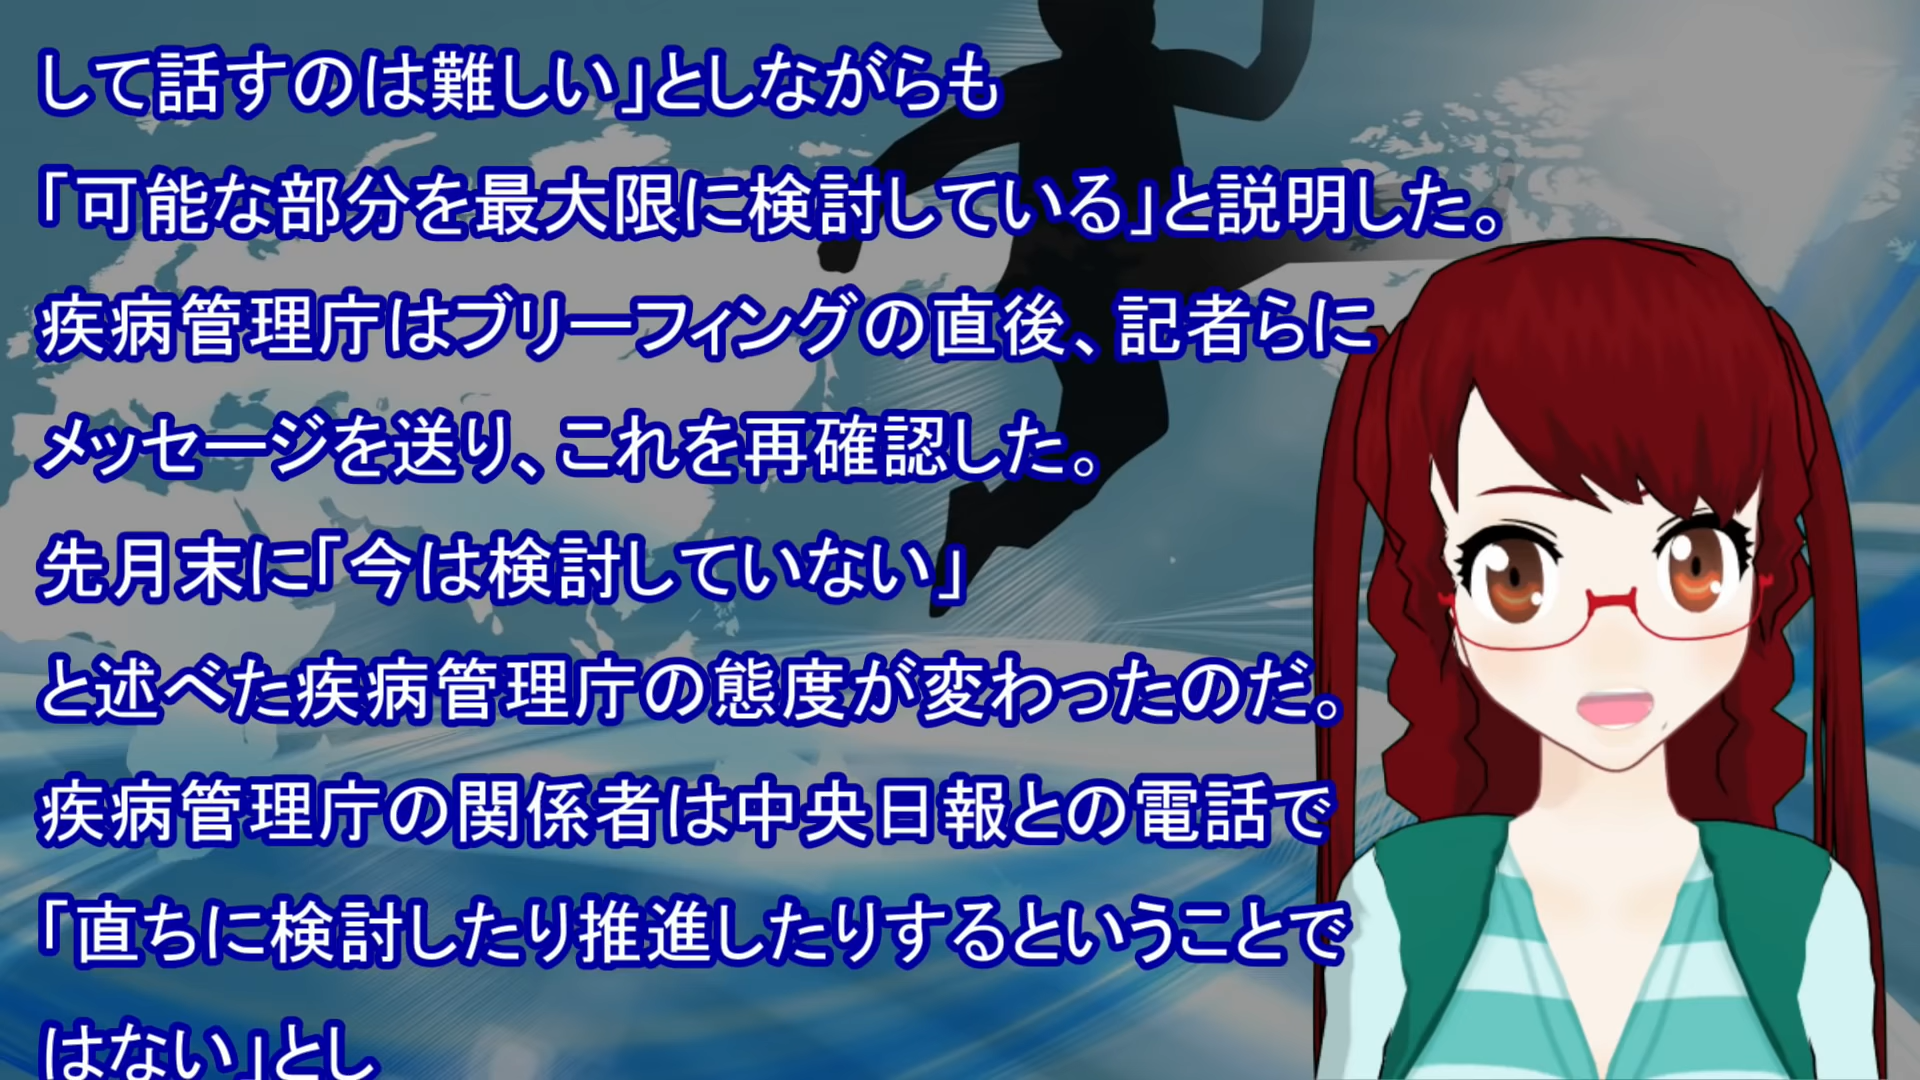 して話すのは難しい」としながらも
「可能な部分を最大限に検討している」と説明した。
疾病管理庁はブリーフィングの直後、記者らに
メッセージを送り、これを再確認した。
先月末に「今は検討していない」
と述べた疾病管理庁の態度が変わったのだ。
疾病管理庁の関係者は中央日報との電話で
「直ちに検討したり推進したりするということで
はない」とし